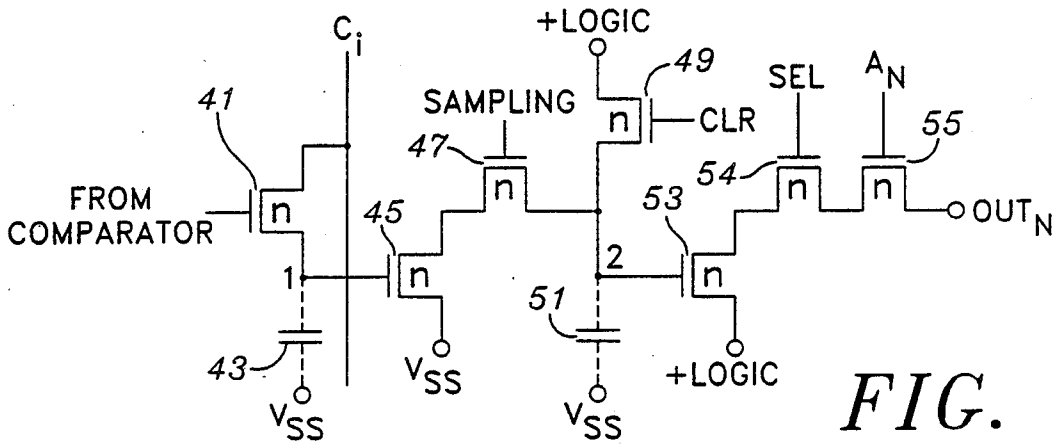 C_i
+LOGIC
49
CLR
41
SAMPLING
47
n
n
SEL
A_N
55
54
n
n
FROM
COMPARATOR
n
45
n
53
n
OUT_N
1
2
43
51
V_SS
V_SS
V_SS
+LOGIC
FIG.